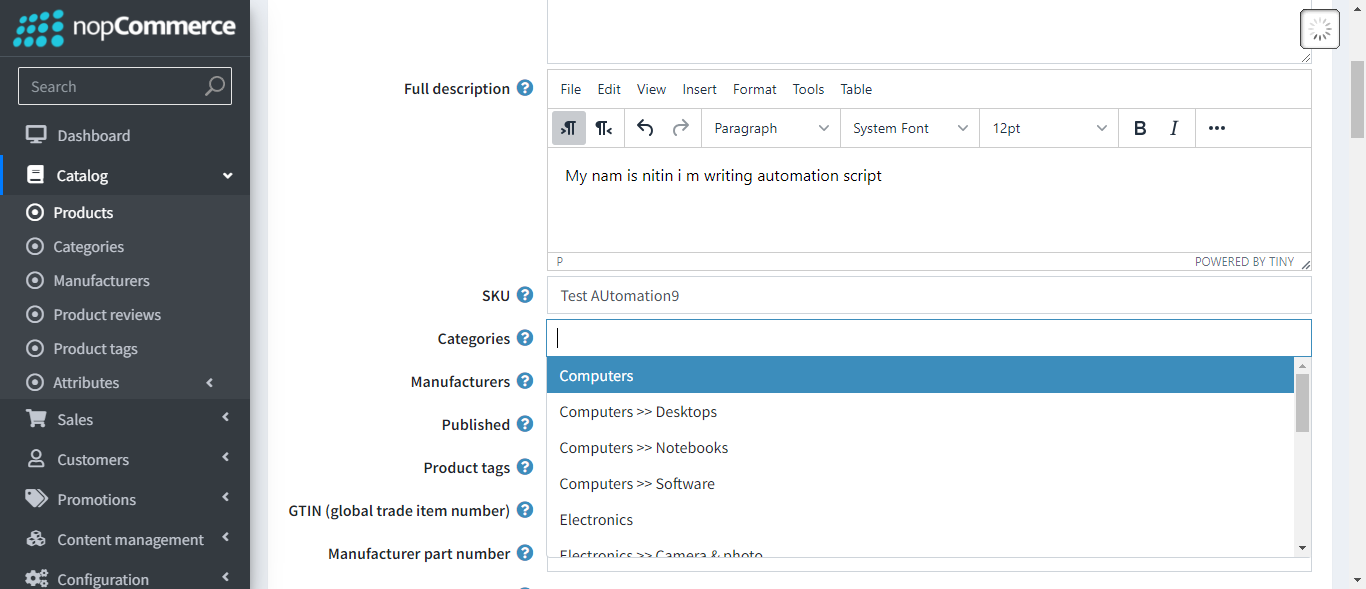 nopCommerce
Search
Dashboard
Catalog
Products
Categories
Manufacturers
Product reviews
Product tags
Attributes
Sales
Customers
Promotions
Content management
Configuration
Full description ?
File Edit View Insert Format Tools Table
Paragraph System Font 12pt B I
My nam is nitin i m writing automation script
P POWERED BY TINY
SKU ? Test AUtomation9
Categories ?
Manufacturers ?
Published ?
Product tags ?
GTIN (global trade item number) ?
Manufacturer part number ?
Computers
Computers >> Desktops
Computers >> Notebooks
Computers >> Software
Electronics
Electronics >> Camera & photo